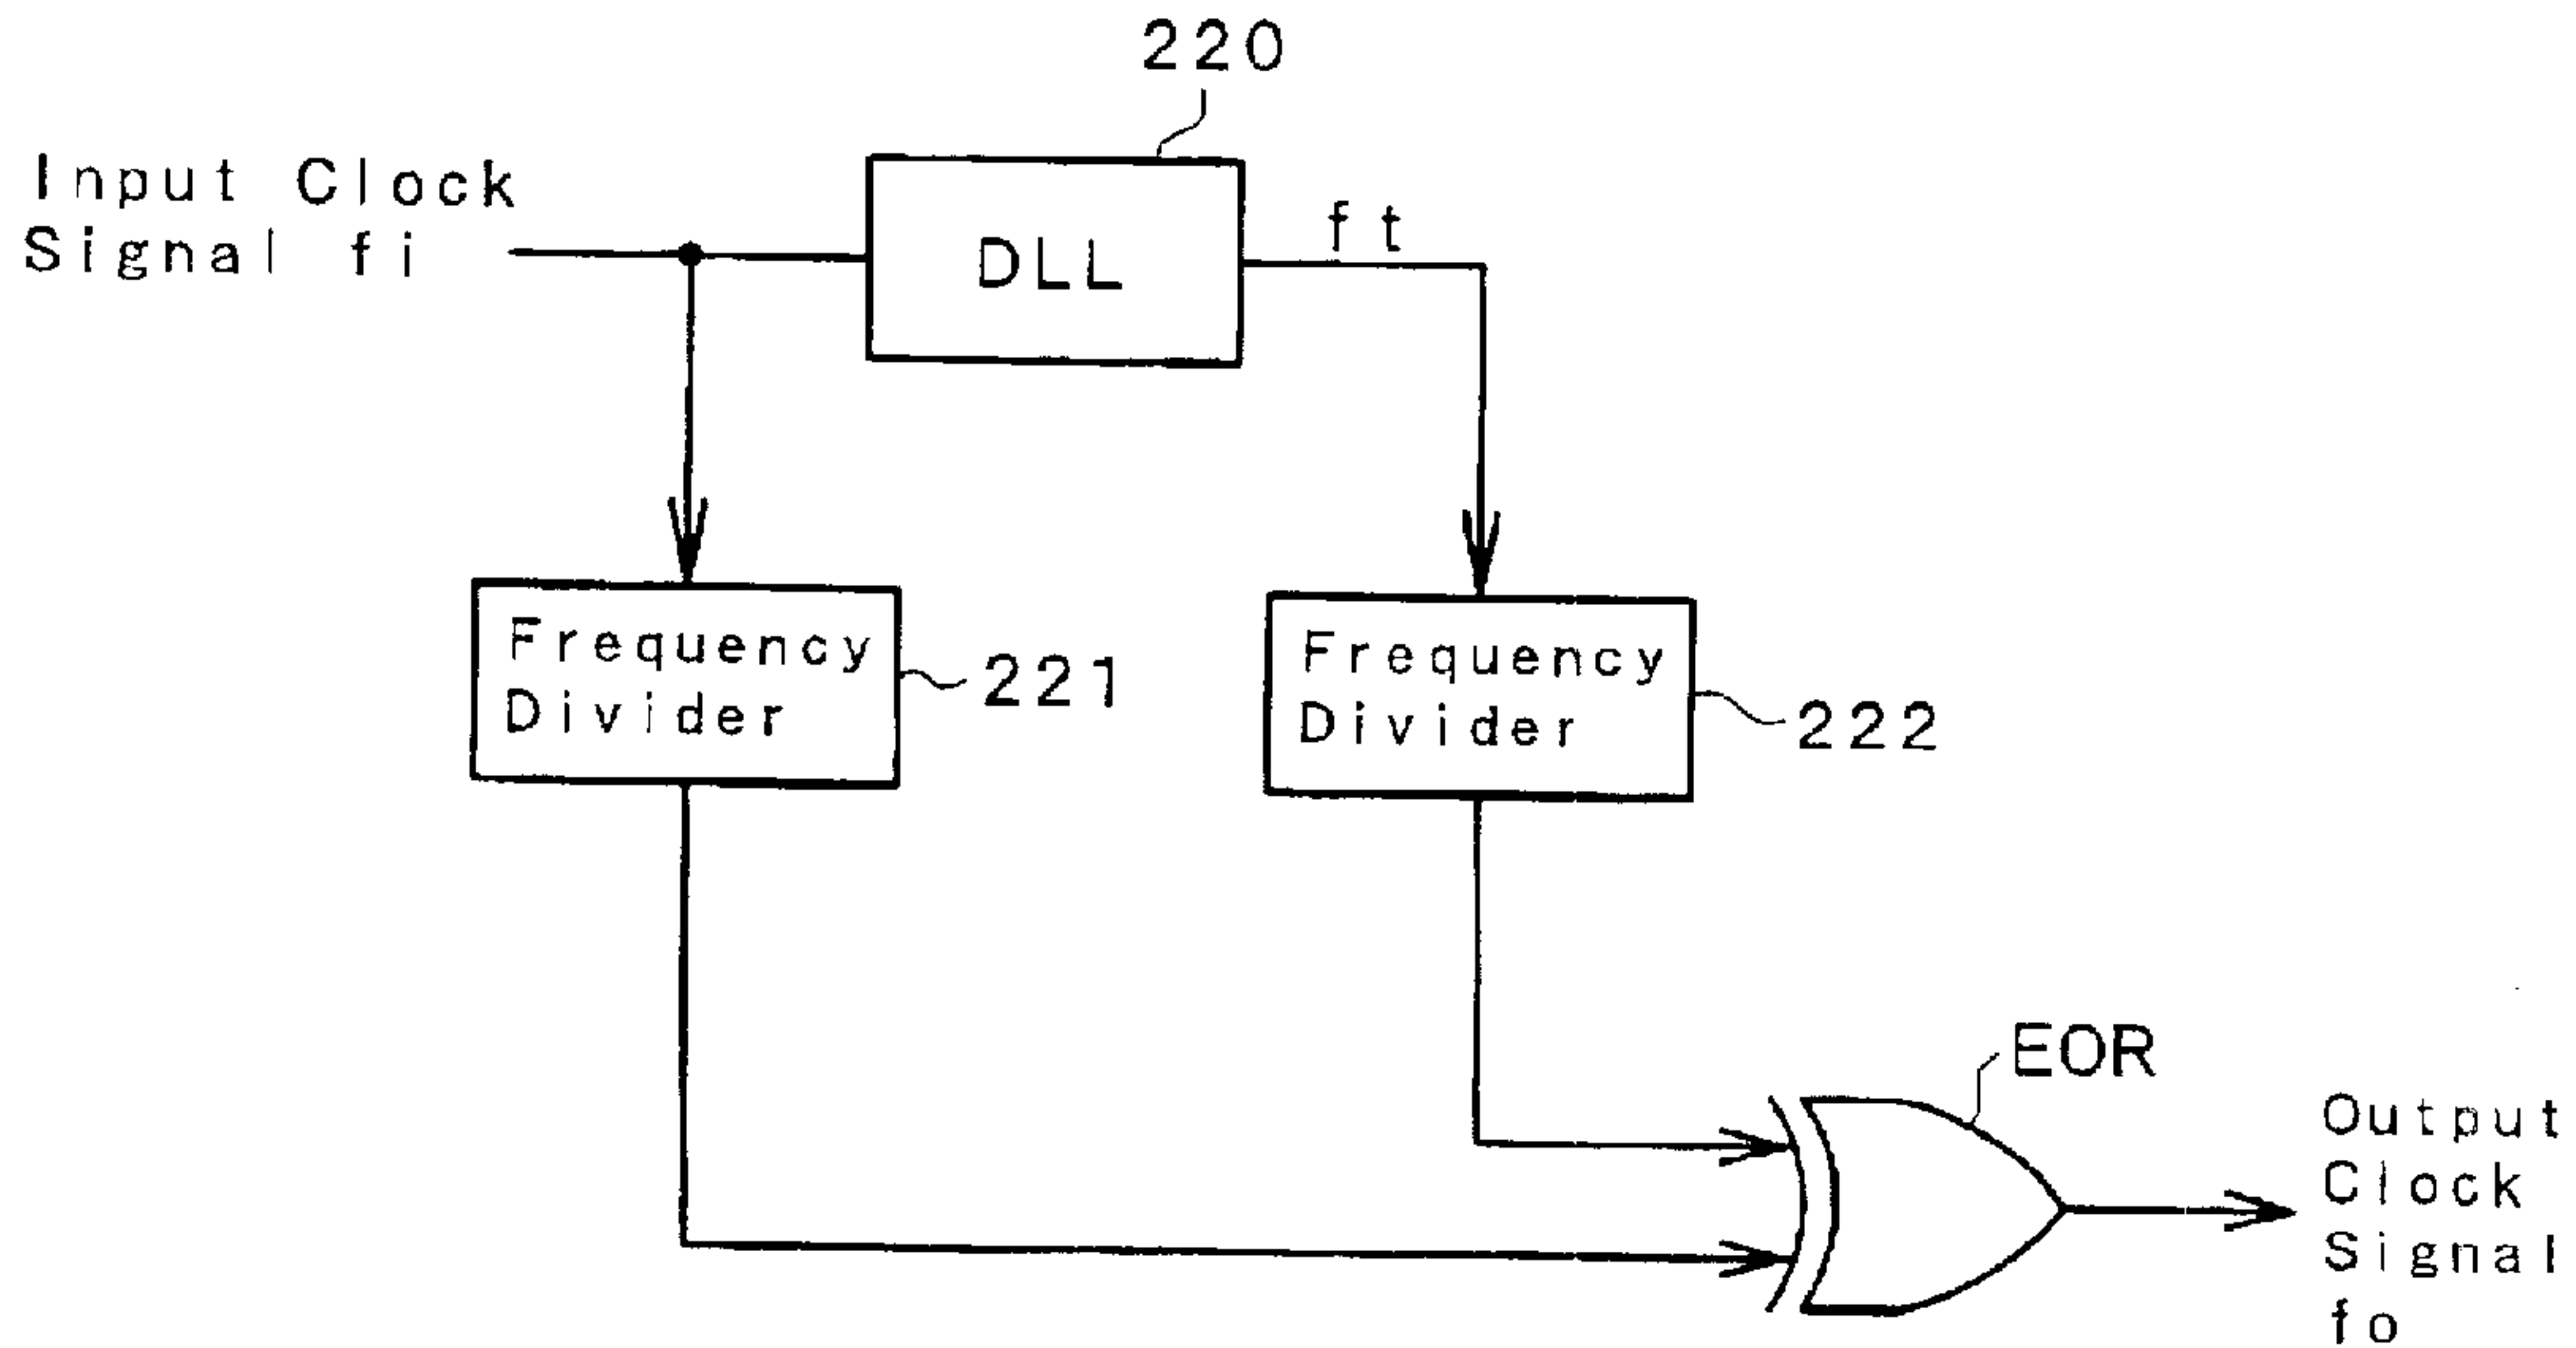 220
Input Clock
Signal fi
DLL
ft
Frequency
Divider
221
Frequency
Divider
222
EOR
Output
Clock
Signal
fo